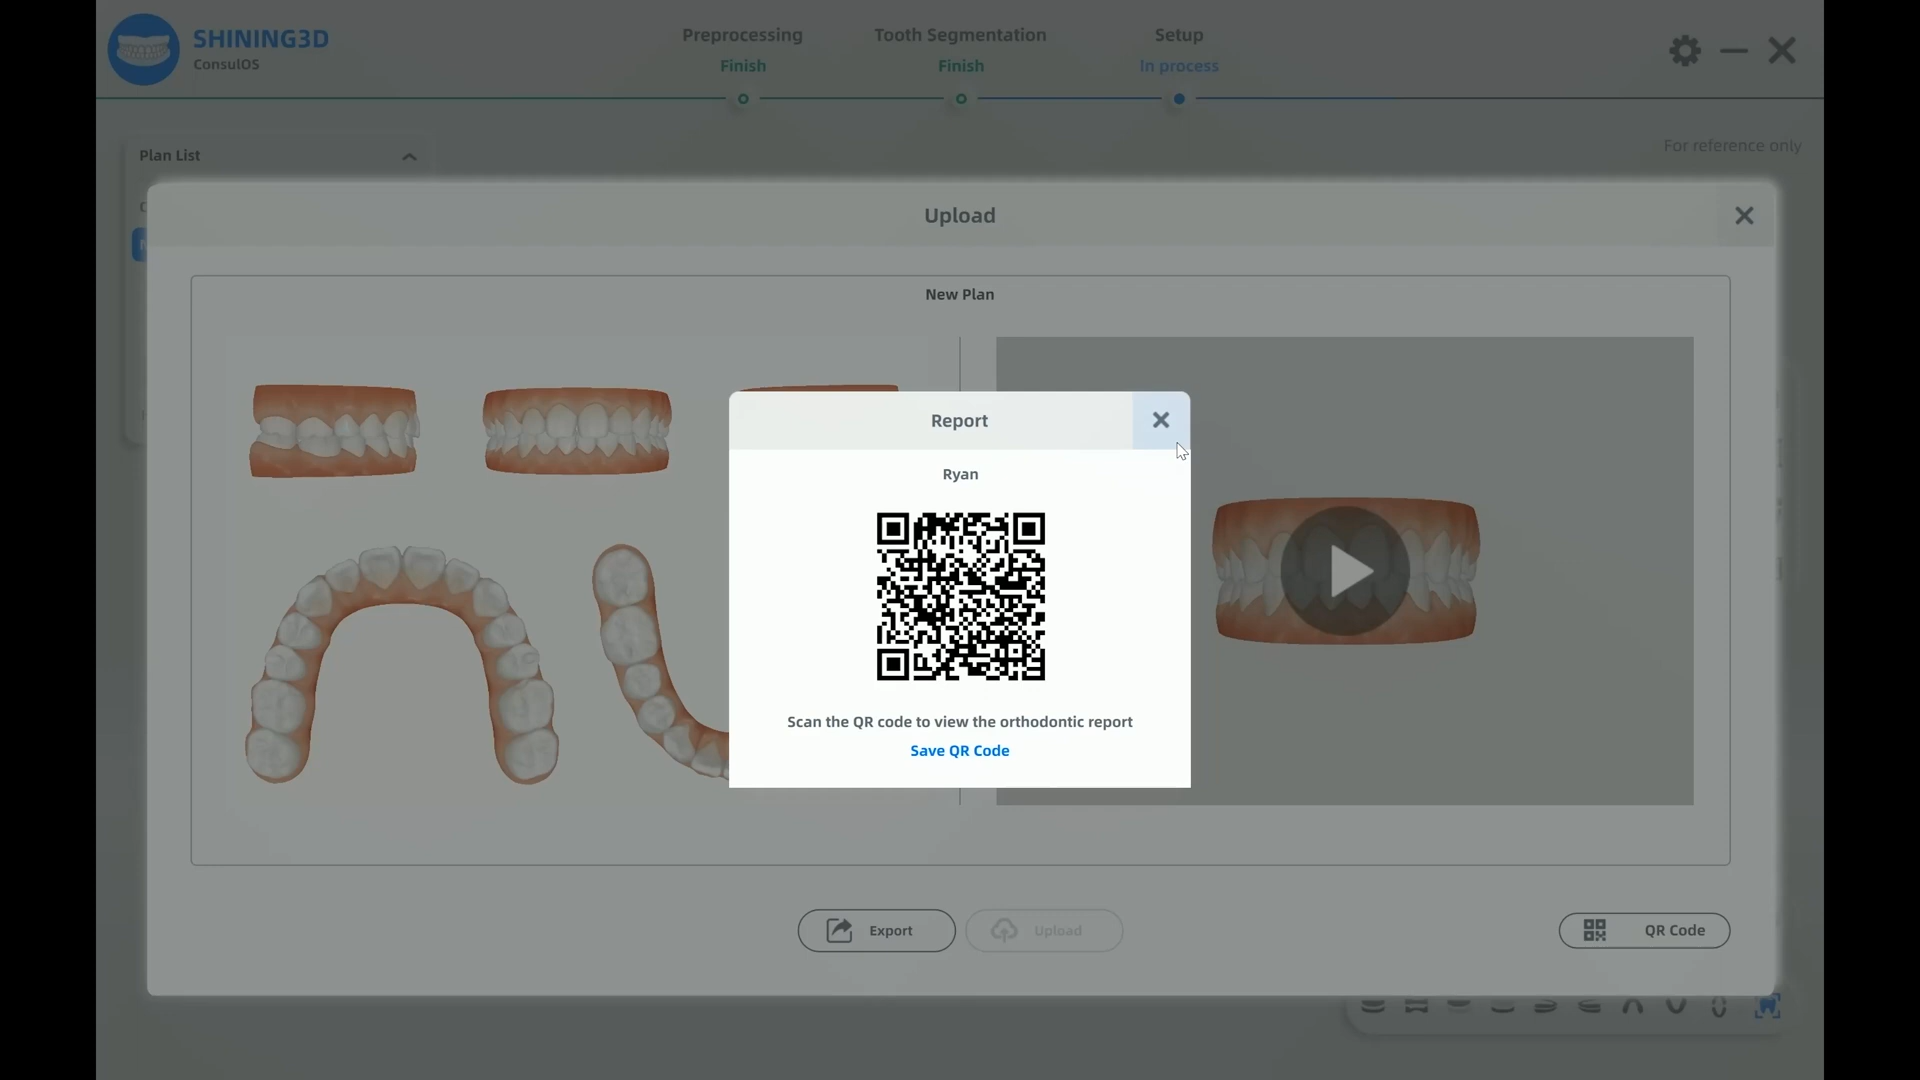 SHINING3D
ConsulOS
Preprocessing
Finish
Tooth Segmentation
Finish
Setup
In process
Plan List
For reference only
Upload
New Plan
Report
Ryan
Scan the QR code to view the orthodontic report
Save QR Code
Export
Upload
QR Code